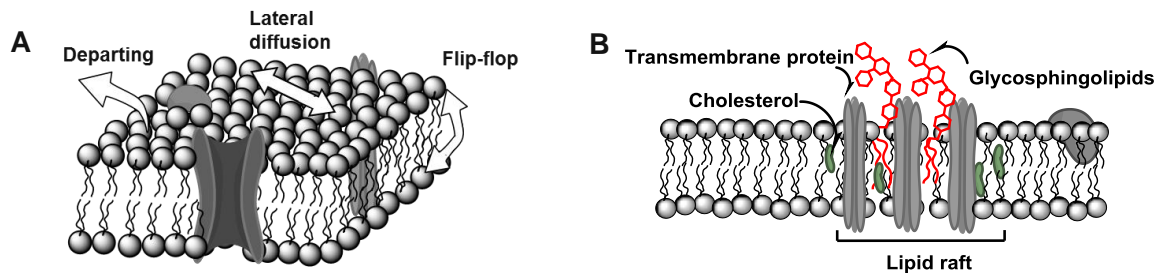 A
Departing
Lateral
diffusion
Flip-flop
B
Transmembrane protein
Cholesterol
Glycosphingolipids
Lipid raft